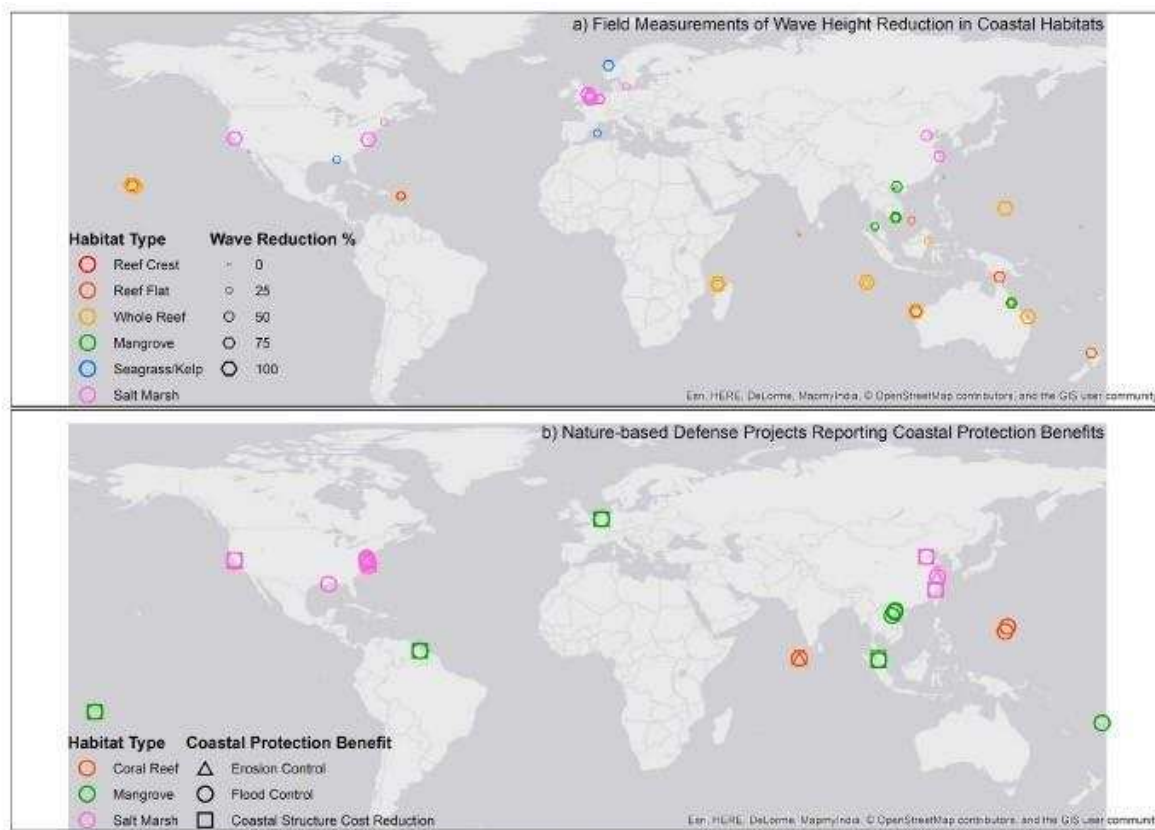 a) Field Measurements of Wave Height Reduction in Coastal Habitats
Habitat Type
Wave Reduction %
Reef Crest
0
Reef Flat
25
Whole Reef
50
Mangrove
75
Seagrass/Kelp
100
Salt Marsh
Esri, HERE, DeLorme, MapmyIndia, © OpenStreetMap contributors, and the GIS user community
b) Nature-based Defense Projects Reporting Coastal Protection Benefits
Habitat Type
Coastal Protection Benefit
Coral Reef
Erosion Control
Mangrove
Flood Control
Salt Marsh
Coastal Structure Cost Reduction
Esri, HERE, DeLorme, MapmyIndia, © OpenStreetMap contributors, and the GIS user community